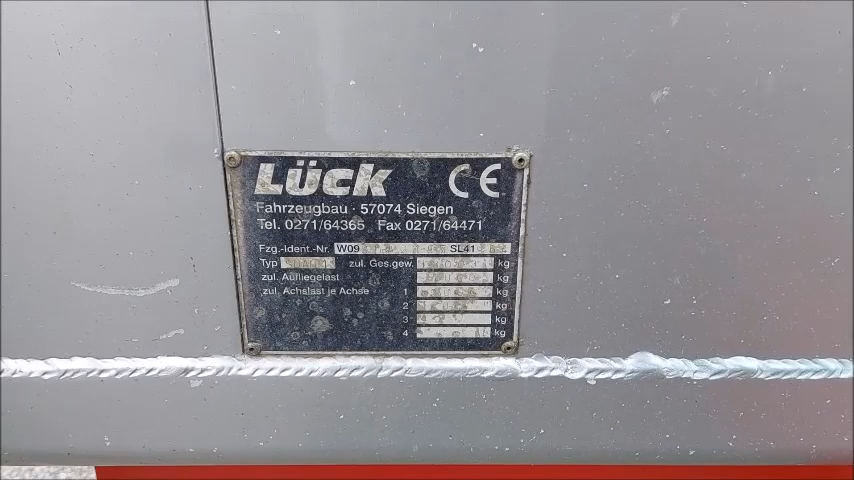 LÜCK CE
Fahrzeugbau · 57074 Siegen
Tel. 0271/64365 Fax 0271/64471
Fzg.-Ident.-Nr. W09 SL41
Typ zul. Ges.gew. kg
zul. Aufliegelast kg
zul. Achslast je Achse 1 kg
2 kg
3 kg
4 kg